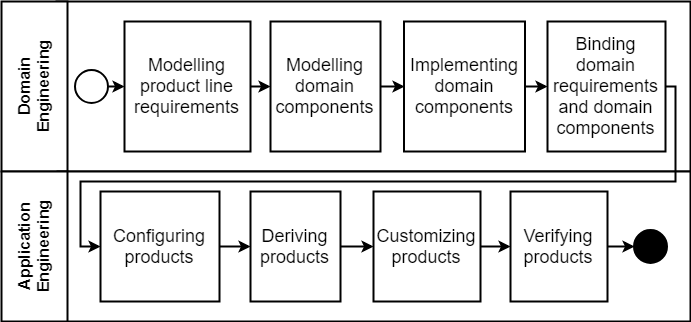 Domain
Engineering
Modelling
product line
requirements
Modelling
domain
components
Implementing
domain
components
Binding
domain
requirements
and domain
components
Application
Engineering
Configuring
products
Deriving
products
Customizing
products
Verifying
products